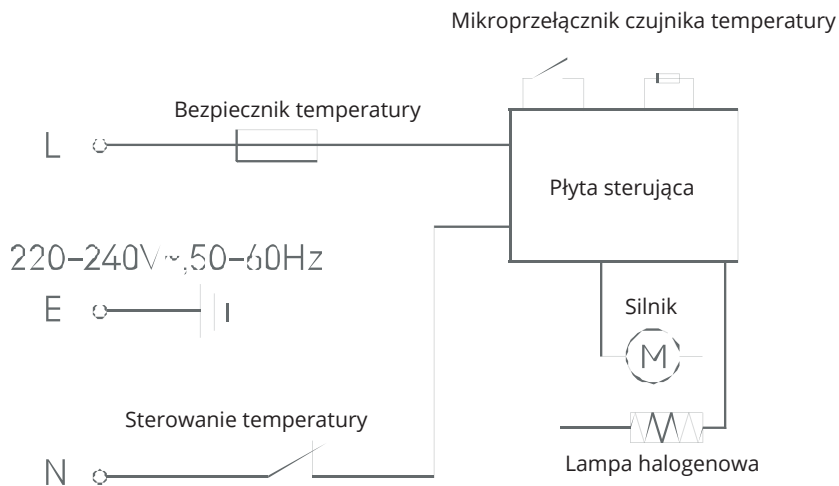 Mikroprzełącznik czujnika temperatury
Bezpiecznik temperatury
L
Płyta sterująca
220-240V~,50-60Hz
E
Silnik
M
Sterowanie temperatury
N
Lampa halogenowa